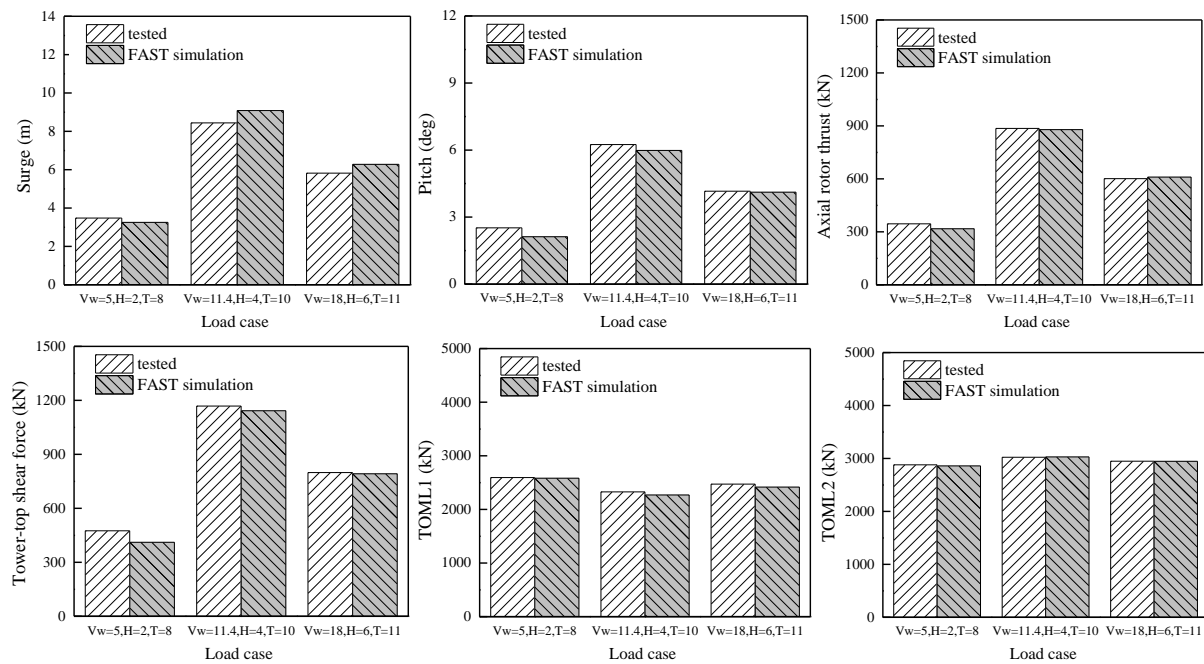 14
12
10
8
6
4
2
0
Surge (m)
tested
FAST simulation
Vw=5,H=2,T=8
Vw=11.4,H=4,T=10
Vw=18,H=6,T=11
Load case
12
9
6
3
0
Pitch (deg)
tested
FAST simulation
Vw=5,H=2,T=8
Vw=11.4,H=4,T=10
Vw=18,H=6,T=11
Load case
1500
1200
900
600
300
0
Axial rotor thrust (kN)
tested
FAST simulation
Vw=5,H=2,T=8
Vw=11.4,H=4,T=10
Vw=18,H=6,T=11
Load case
1500
1200
900
600
300
0
Tower-top shear force (kN)
tested
FAST simulation
Vw=5,H=2,T=8
Vw=11.4,H=4,T=10
Vw=18,H=6,T=11
Load case
5000
4000
3000
2000
1000
0
TOML1 (kN)
tested
FAST simulation
Vw=5,H=2,T=8
Vw=11.4,H=4,T=10
Vw=18,H=6,T=11
Load case
5000
4000
3000
2000
1000
0
TOML2 (kN)
tested
FAST simulation
Vw=5,H=2,T=8
Vw=11.4,H=4,T=10
Vw=18,H=6,T=11
Load case